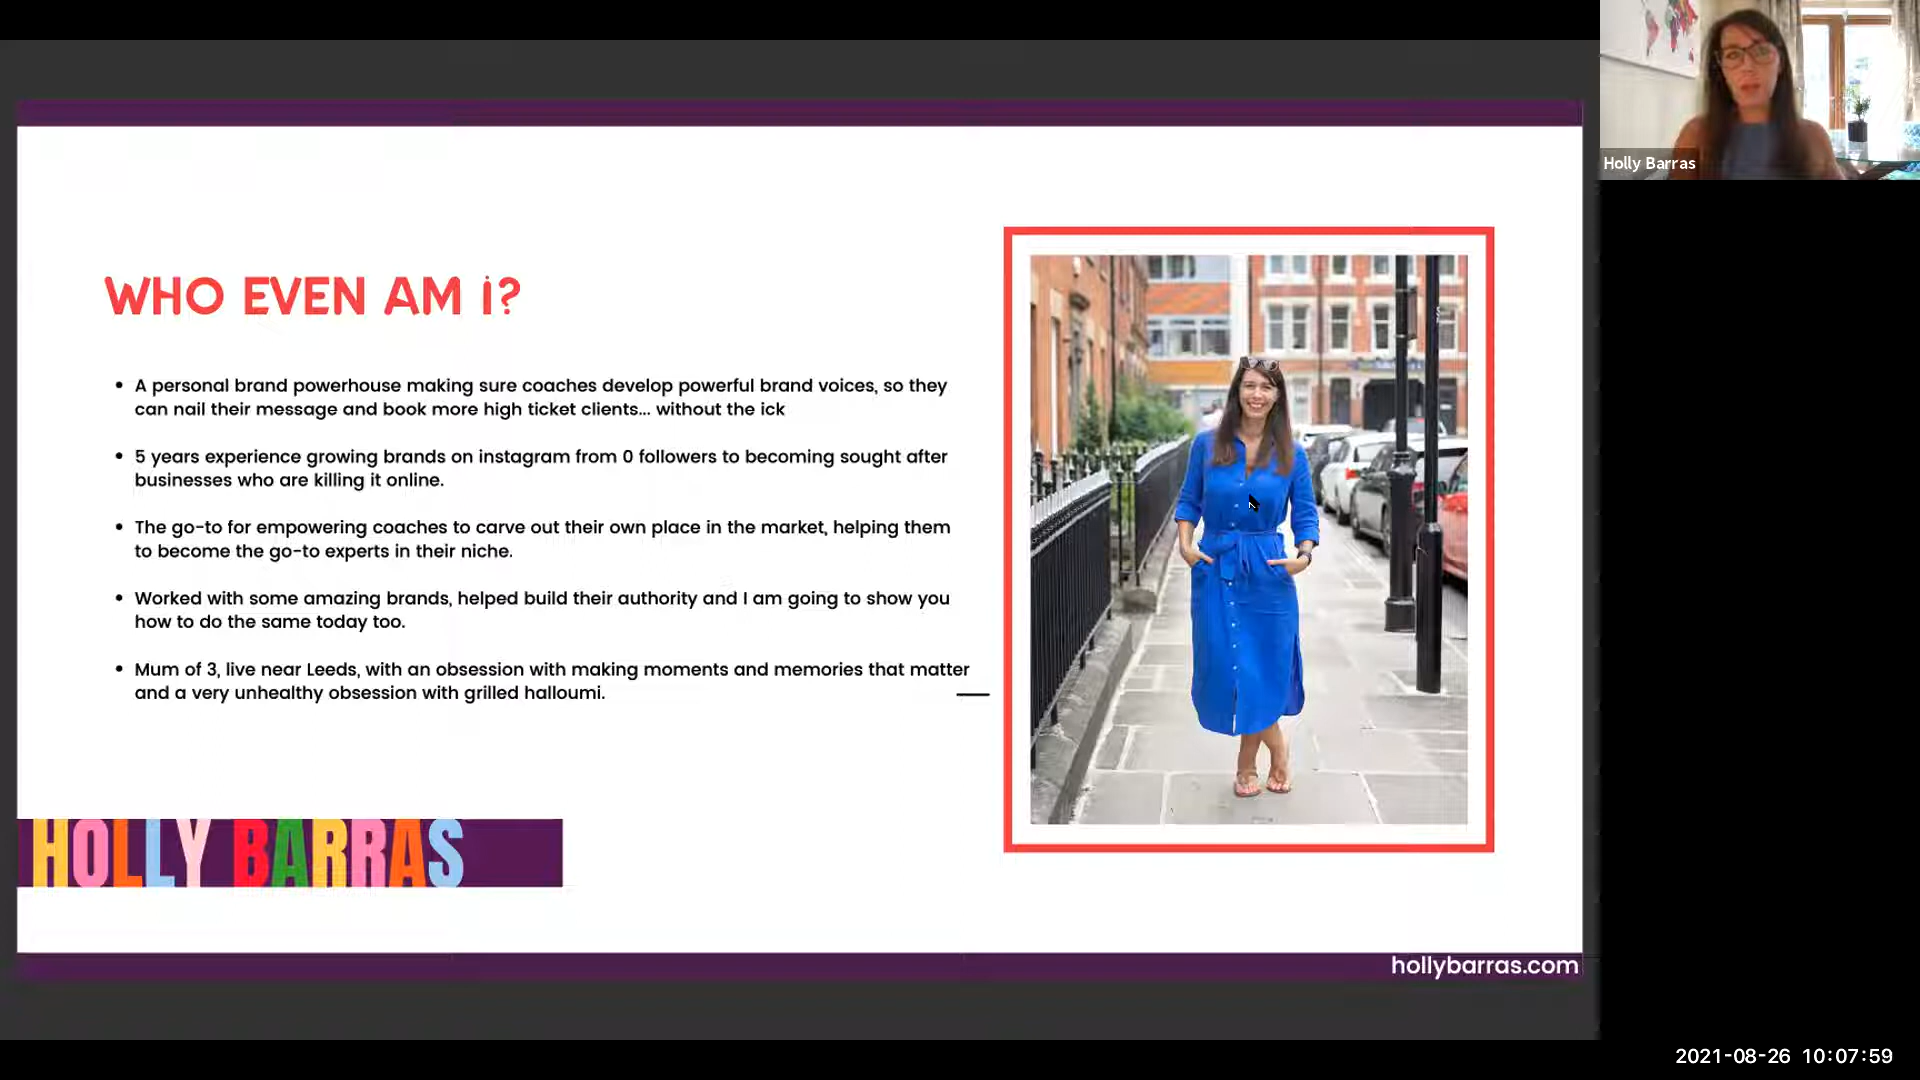 Holly Barras
WHO EVEN AM i?
• A personal brand powerhouse making sure coaches develop powerful brand voices, so they
can nail their message and book more high ticket clients... without the ick
• 5 years experience growing brands on instagram from 0 followers to becoming sought after
businesses who are killing it online.
• The go-to for empowering coaches to carve out their own place in the market, helping them
to become the go-to experts in their niche.
• Worked with some amazing brands, helped build their authority and I am going to show you
how to do the same today too.
• Mum of 3, live near Leeds, with an obsession with making moments and memories that matter
and a very unhealthy obsession with grilled halloumi.
HOLLY BARRAS
hollybarras.com
2021-08-26 10:07:59